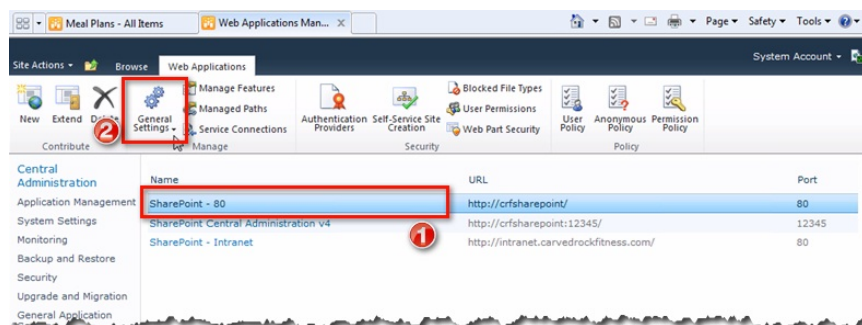 Meal Plans - All Items
Web Applications Man... X
Page Safety Tools
Site Actions Browse Web Applications System Account
New Extend General Settings
Manage Features
Managed Paths
Service Connections
Authentication Providers
Self-Service Site Creation
Blocked File Types
User Permissions
Web Part Security
User Policy
Anonymous Policy
Permission Policy
Contribute Manage Security Policy
2
Central Administration
Application Management
System Settings
Monitoring
Backup and Restore
Security
Upgrade and Migration
General Application
Name URL Port
SharePoint - 80 http://crfsharepoint/ 80
SharePoint Central Administration v4 http://crfsharepoint:12345/ 12345
SharePoint - Intranet http://intranet.carvedrockfitness.com/ 80
1